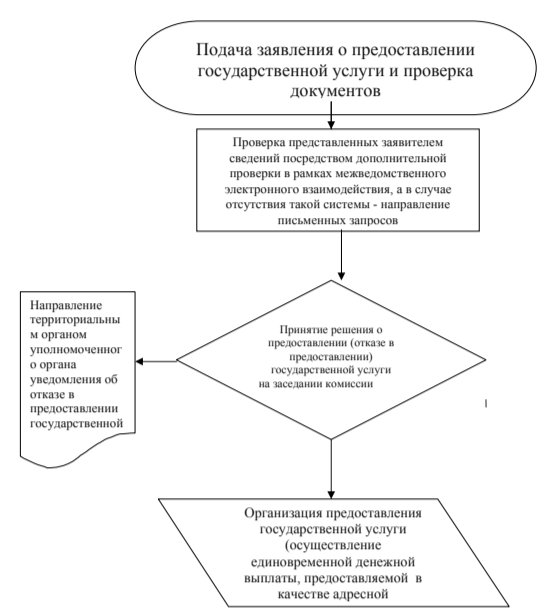 Подача заявления о предоставлении
государственной услуги и проверка
документов
Проверка представленных заявителем
сведений посредством дополнительной
проверки в рамках межведомственного
электронного взаимодействия, а в случае
отсутствия такой системы - направление
письменных запросов
Принятие решения о
предоставлении (отказе в
предоставлении)
государственной услуги
на заседании комиссии
Направление
территориальны
м органом
уполномоченног
о органа
уведомления об
отказе в
предоставлении
государственной
Организация предоставления
государственной услуги
(осуществление
единовременной денежной
выплаты, предоставляемой в
качестве адресной